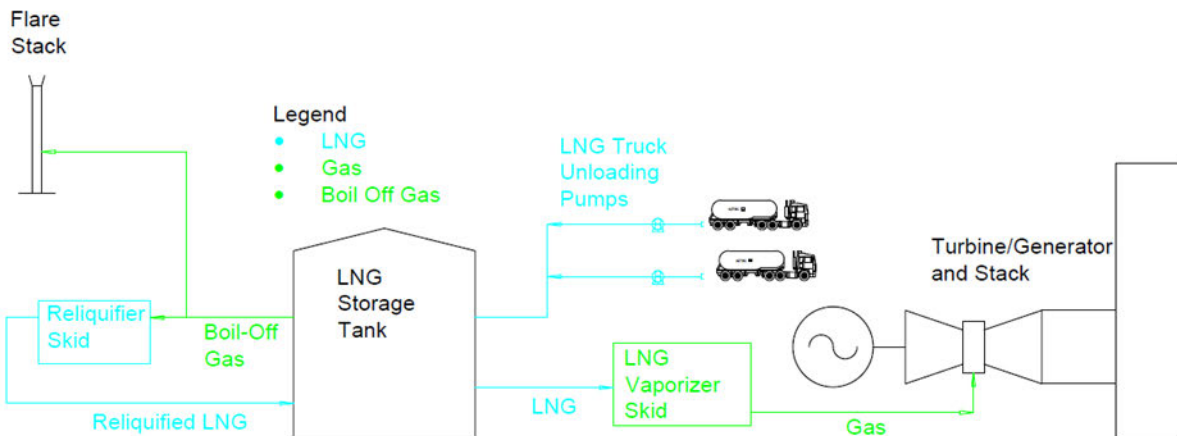 Flare
Stack
Legend
LNG
Gas
Boil Off Gas
LNG Truck
Unloading
Pumps
Turbine/Generator
and Stack
LNG
Storage
Tank
Reliquifier
Skid
Boil-Off
Gas
LNG
Vaporizer
Skid
LNG
Gas
Reliquified LNG